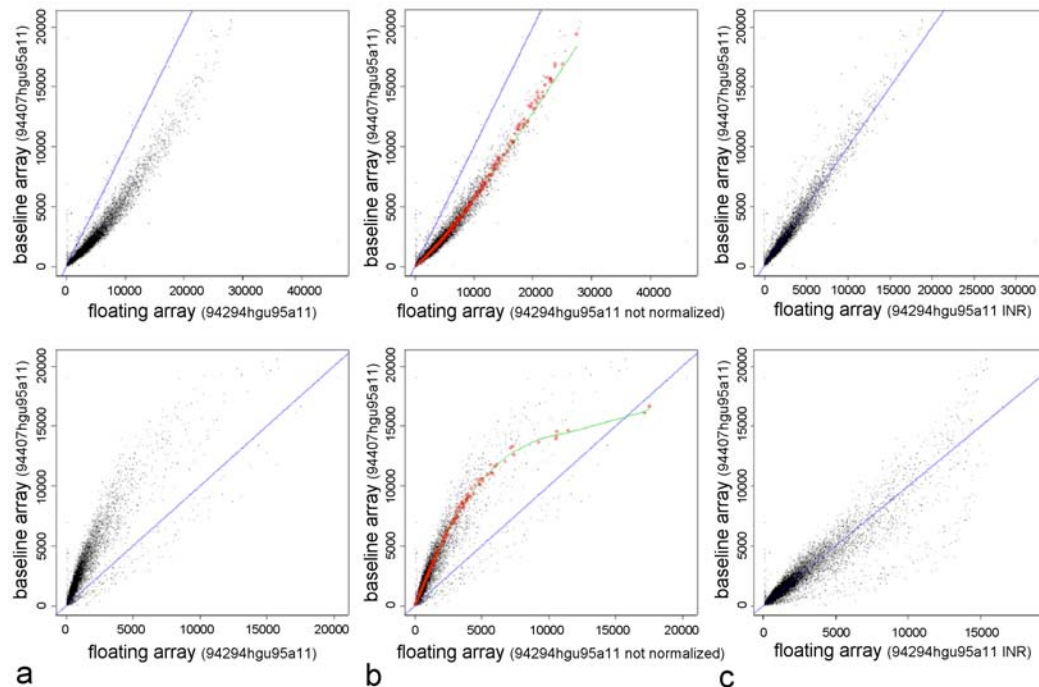 baseline array (94407hgu95a11)
0 5000 10000 15000 20000
0 10000 20000 30000 40000
floating array (94294hgu95a11)
baseline array (94407hgu95a11)
0 5000 10000 15000 20000
0 10000 20000 30000 40000
floating array (94294hgu95a11 not normalized)
baseline array (94407hgu95a11)
0 5000 10000 15000 20000
0 5000 10000 15000 20000 25000 30000
floating array (94294hgu95a11 INR)
baseline array (94407hgu95a11)
0 5000 10000 15000 20000
0 5000 10000 15000 20000
floating array (94294hgu95a11)
baseline array (94407hgu95a11)
0 5000 10000 15000 20000
0 5000 10000 15000 20000
floating array (94294hgu95a11 not normalized)
baseline array (94407hgu95a11)
0 5000 10000 15000 20000
0 5000 10000 15000
floating array (94294hgu95a11 INR)
a
b
c